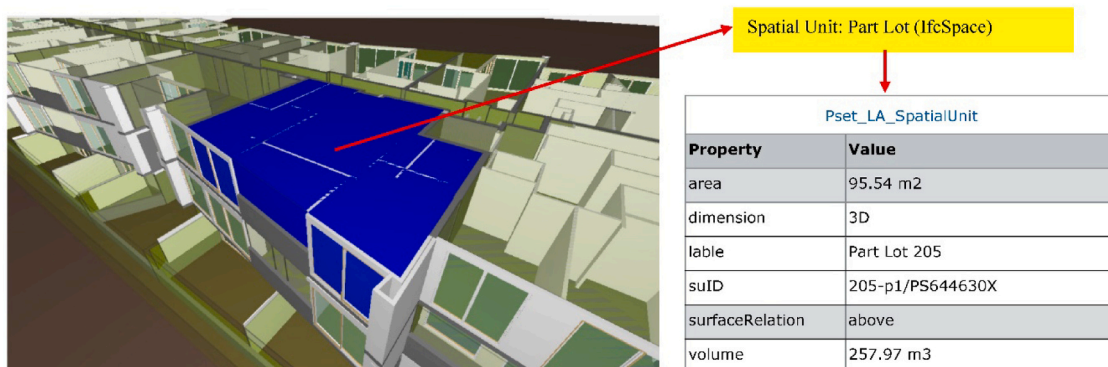 Spatial Unit: Part Lot (IfcSpace)
Pset_LA_SpatialUnit
Property Value
area 95.54 m2
dimension 3D
lable Part Lot 205
suID 205-p1/PS644630X
surfaceRelation above
volume 257.97 m3